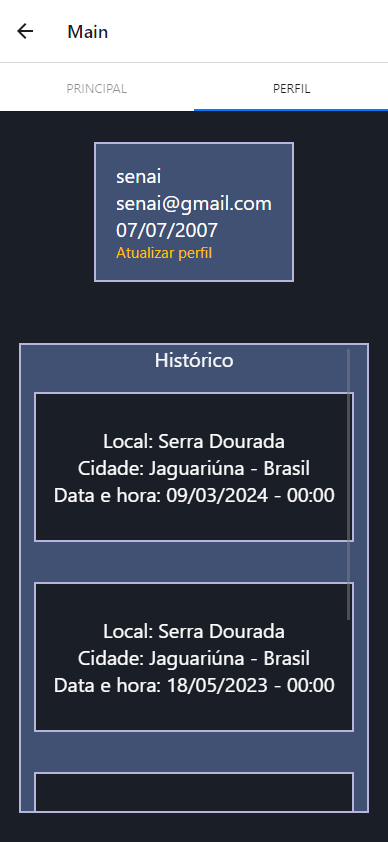 Main
PRINCIPAL
PERFIL
senai
senai@gmail.com
07/07/2007
Atualizar perfil
Histórico
Local: Serra Dourada
Cidade: Jaguariúna - Brasil
Data e hora: 09/03/2024 - 00:00
Local: Serra Dourada
Cidade: Jaguariúna - Brasil
Data e hora: 18/05/2023 - 00:00